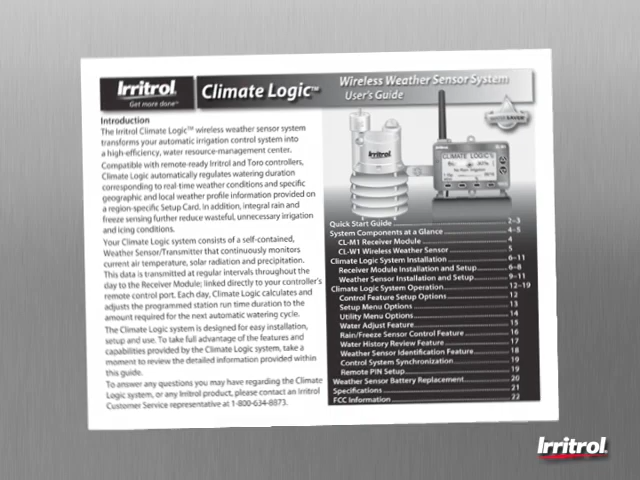 Irritrol.
Get more done™
Climate Logic™
Wireless Weather Sensor System
User's Guide
Introduction
The Irritrol Climate Logic™ wireless weather sensor system
transforms your automatic irrigation control system into
a high-efficiency, water resource-management center.
Compatible with remote-ready Irritrol and Toro controllers,
Climate Logic automatically regulates watering duration
corresponding to real-time weather conditions and specific
geographic and local weather profile information provided on
a region-specific Setup Card. In addition, integral rain and
freeze sensing further reduce wasteful, unnecessary irrigation
and icing conditions.
Your Climate Logic system consists of a self-contained,
Weather Sensor/Transmitter that continuously monitors
current air temperature, solar radiation and precipitation.
This data is transmitted at regular intervals throughout the
day to the Receiver Module; linked directly to your controller's
remote control port. Each day, Climate Logic calculates and
adjusts the programmed station run time duration to the
amount required for the next automatic watering cycle.
The Climate Logic system is designed for easy installation,
setup and use. To take full advantage of the features and
capabilities provided by the Climate Logic system, take a
moment to review the detailed information provided within
this guide.
To answer any questions you may have regarding the Climate
Logic system, or any Irritrol product, please contact an Irritrol
Customer Service representative at 1-800-634-8873.
Irritrol
CLIMATE LOGIC
Quick Start Guide 2–3
System Components at a Glance 4–5
CL-M1 Receiver Module 4
CL-W1 Wireless Weather Sensor 5
Climate Logic System Installation 6–11
Receiver Module Installation and Setup 6–8
Weather Sensor Installation and Setup 9–11
Climate Logic System Operation 12–19
Control Feature Setup Options 12
Setup Menu Options 13
Utility Menu Options 14
Water Adjust Feature 15
Rain/Freeze Sensor Control Feature 16
Water History Review Feature 17
Weather Sensor Identification Feature 18
Control System Synchronization 19
Remote PIN Setup 19
Weather Sensor Battery Replacement 20
Specifications 21
FCC Information 22
Irritrol.